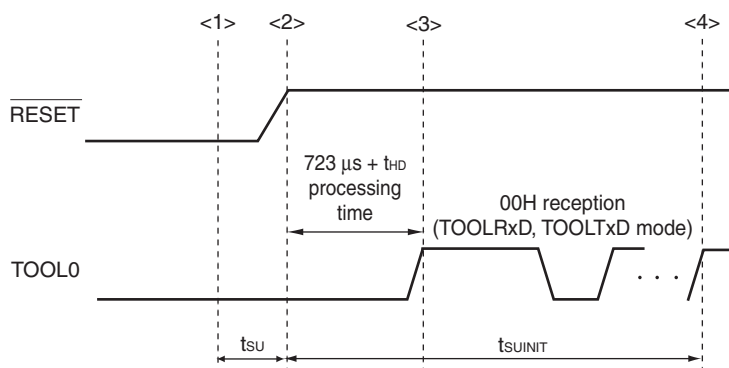 <1> <2> <3> <4>
RESET
723 μs + tHD
processing
time
00H reception
(TOOLRxD, TOOLTxD mode)
TOOL0
. . .
tSU tSUINIT